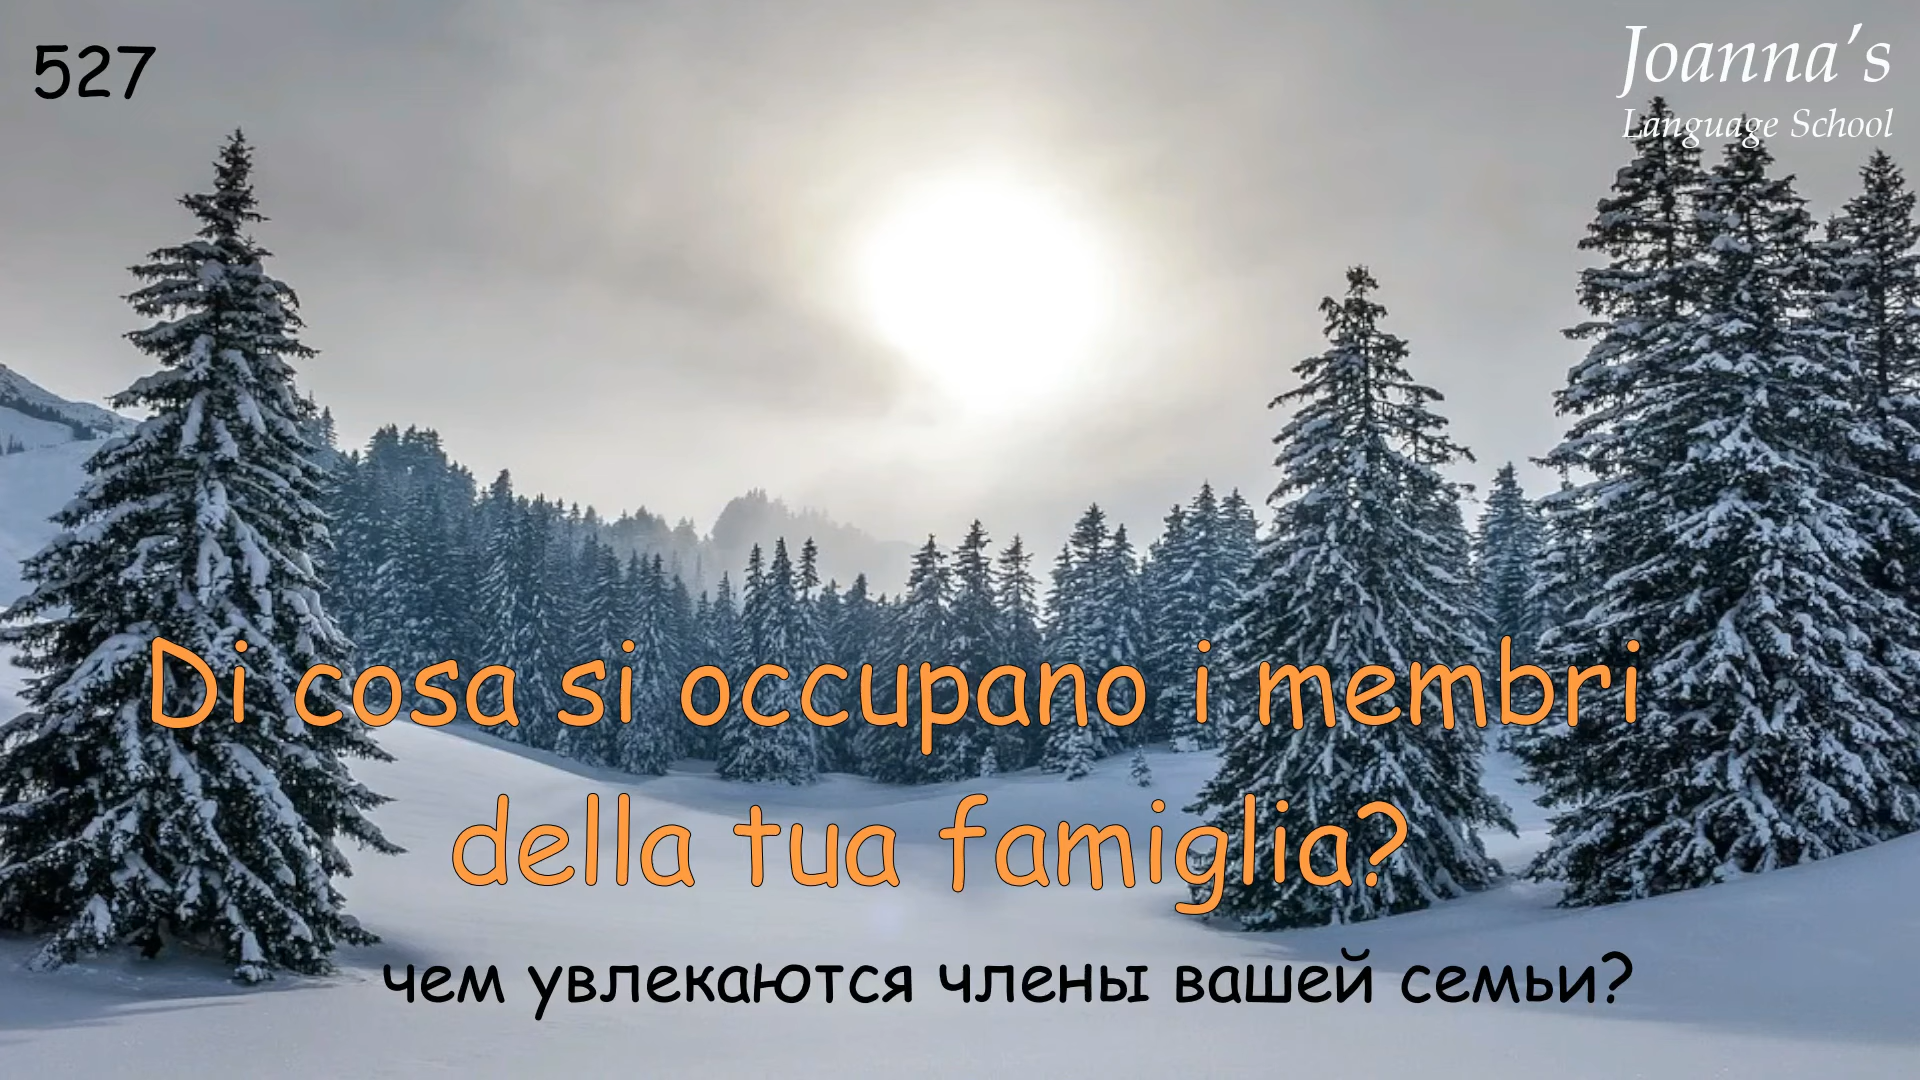 527
Joanna's
Language School
Di cosa si occupano i membri
della tua famiglia?
чем увлекаются члены вашей семьи?